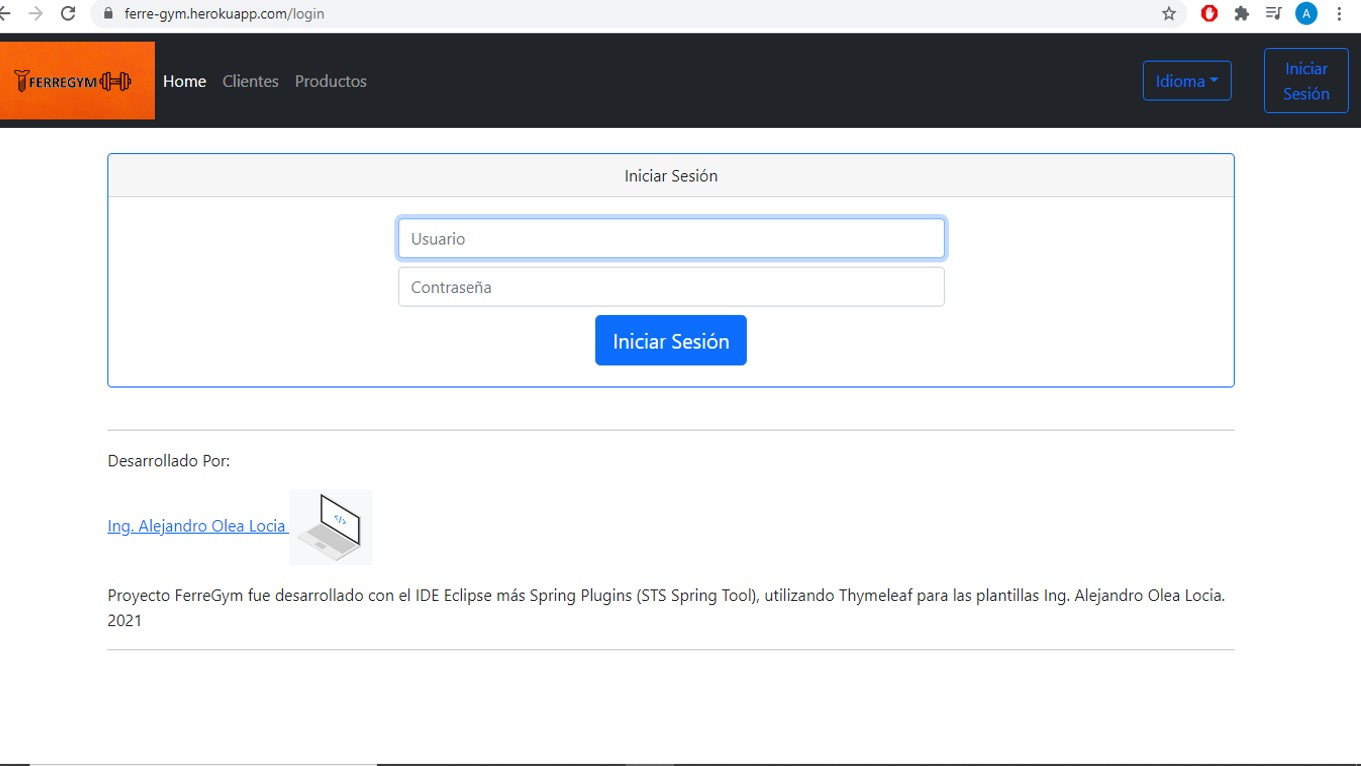 ferre-gym.herokuapp.com/login
A
FERREGYM
Home Clientes Productos
Idioma
Iniciar
Sesión
Iniciar Sesión
Usuario
Contraseña
Iniciar Sesión
Desarrollado Por:
Ing. Alejandro Olea Locia
</>
Proyecto FerreGym fue desarrollado con el IDE Eclipse más Spring Plugins (STS Spring Tool), utilizando Thymeleaf para las plantillas Ing. Alejandro Olea Locia.
2021